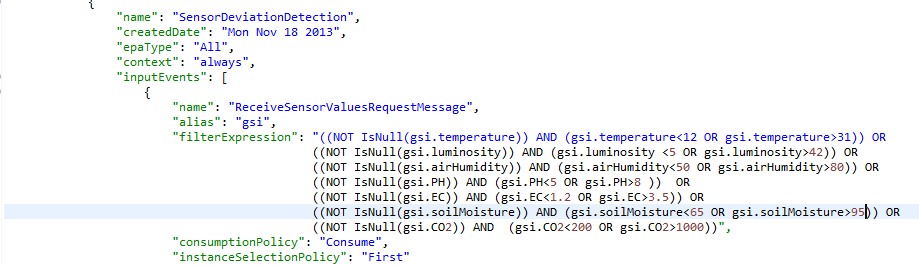 {
"name": "SensorDeviationDetection",
"createdDate": "Mon Nov 18 2013",
"epaType": "All",
"context": "always",
"inputEvents": [
{
"name": "ReceiveSensorValuesRequestMessage",
"alias": "gsi",
"filterExpression": "((NOT IsNull(gsi.temperature)) AND (gsi.temperature<12 OR gsi.temperature>31)) OR
((NOT IsNull(gsi.luminosity)) AND (gsi.luminosity <5 OR gsi.luminosity>42)) OR
((NOT IsNull(gsi.airHumidity)) AND (gsi.airHumidity<50 OR gsi.airHumidity>80)) OR
((NOT IsNull(gsi.PH)) AND (gsi.PH<5 OR gsi.PH>8 ))  OR
((NOT IsNull(gsi.EC)) AND (gsi.EC<1.2 OR gsi.EC>3.5)) OR
((NOT IsNull(gsi.soilMoisture)) AND (gsi.soilMoisture<65 OR gsi.soilMoisture>95)) OR
((NOT IsNull(gsi.CO2)) AND  (gsi.CO2<200 OR gsi.CO2>1000))",
"consumptionPolicy": "Consume",
"instanceSelectionPolicy": "First"